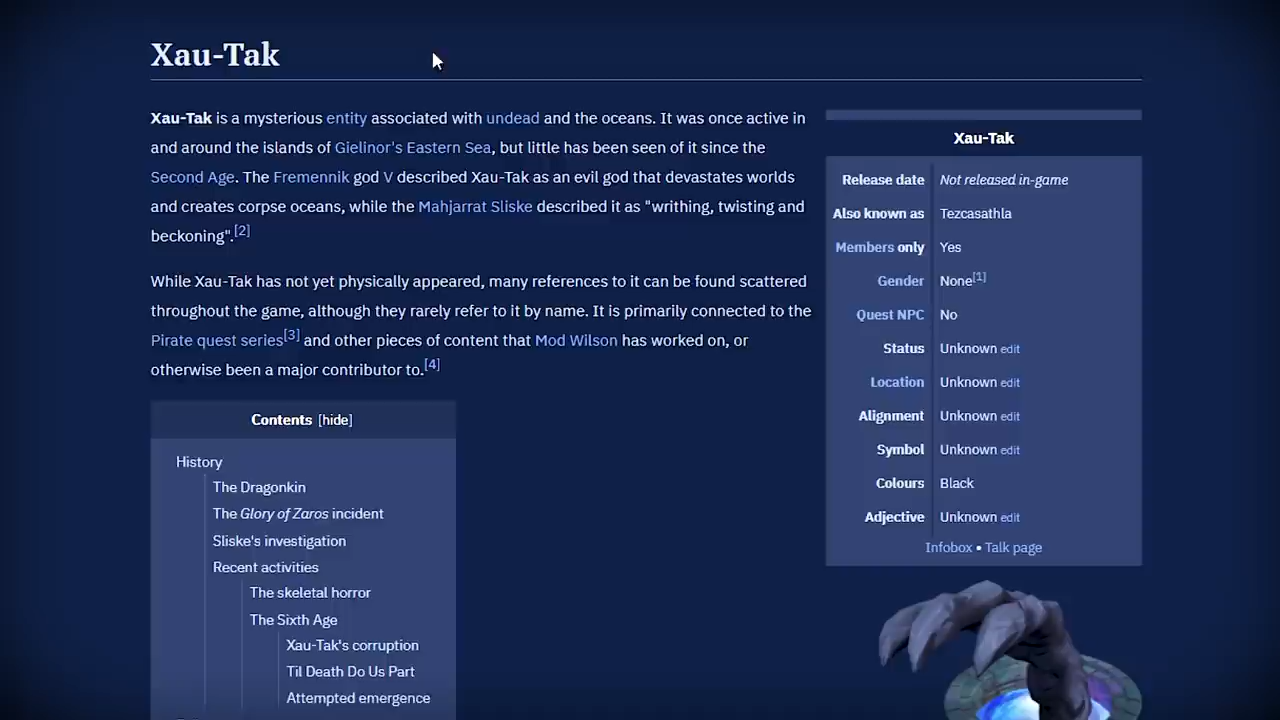 Xau-Tak
Xau-Tak is a mysterious entity associated with undead and the oceans. It was once active in
and around the islands of Gielinor's Eastern Sea, but little has been seen of it since the
Second Age. The Fremennik god V described Xau-Tak as an evil god that devastates worlds
and creates corpse oceans, while the Mahjarrat Sliske described it as "writhing, twisting and
beckoning".[2]
While Xau-Tak has not yet physically appeared, many references to it can be found scattered
throughout the game, although they rarely refer to it by name. It is primarily connected to the
Pirate quest series[3] and other pieces of content that Mod Wilson has worked on, or
otherwise been a major contributor to.[4]
Contents [hide]
History
The Dragonkin
The Glory of Zaros incident
Sliske's investigation
Recent activities
The skeletal horror
The Sixth Age
Xau-Tak's corruption
Til Death Do Us Part
Attempted emergence
Xau-Tak
Release date Not released in-game
Also known as Tezcasathla
Members only Yes
Gender None[1]
Quest NPC No
Status Unknown edit
Location Unknown edit
Alignment Unknown edit
Symbol Unknown edit
Colours Black
Adjective Unknown edit
Infobox • Talk page